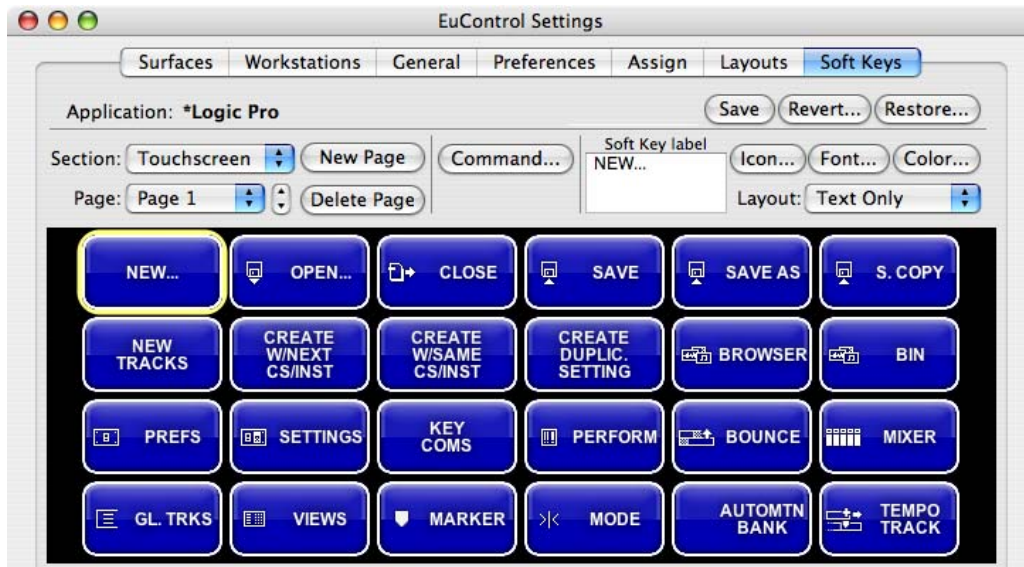 EuControl Settings
Surfaces Workstations General Preferences Assign Layouts Soft Keys
Application: *Logic Pro Save Revert... Restore...
Section: Touchscreen New Page Command... Soft Key label NEW... Icon... Font... Color...
Page: Page 1 Delete Page Layout: Text Only
NEW... OPEN... CLOSE SAVE SAVE AS S. COPY
NEW
TRACKS
CREATE
W/NEXT
CS/INST
CREATE
W/SAME
CS/INST
CREATE
DUPLIC.
SETTING
BROWSER
BIN
PREFS SETTINGS
KEY
COMS
PERFORM BOUNCE MIXER
GL. TRKS VIEWS MARKER MODE
AUTOMTN
BANK
TEMPO
TRACK